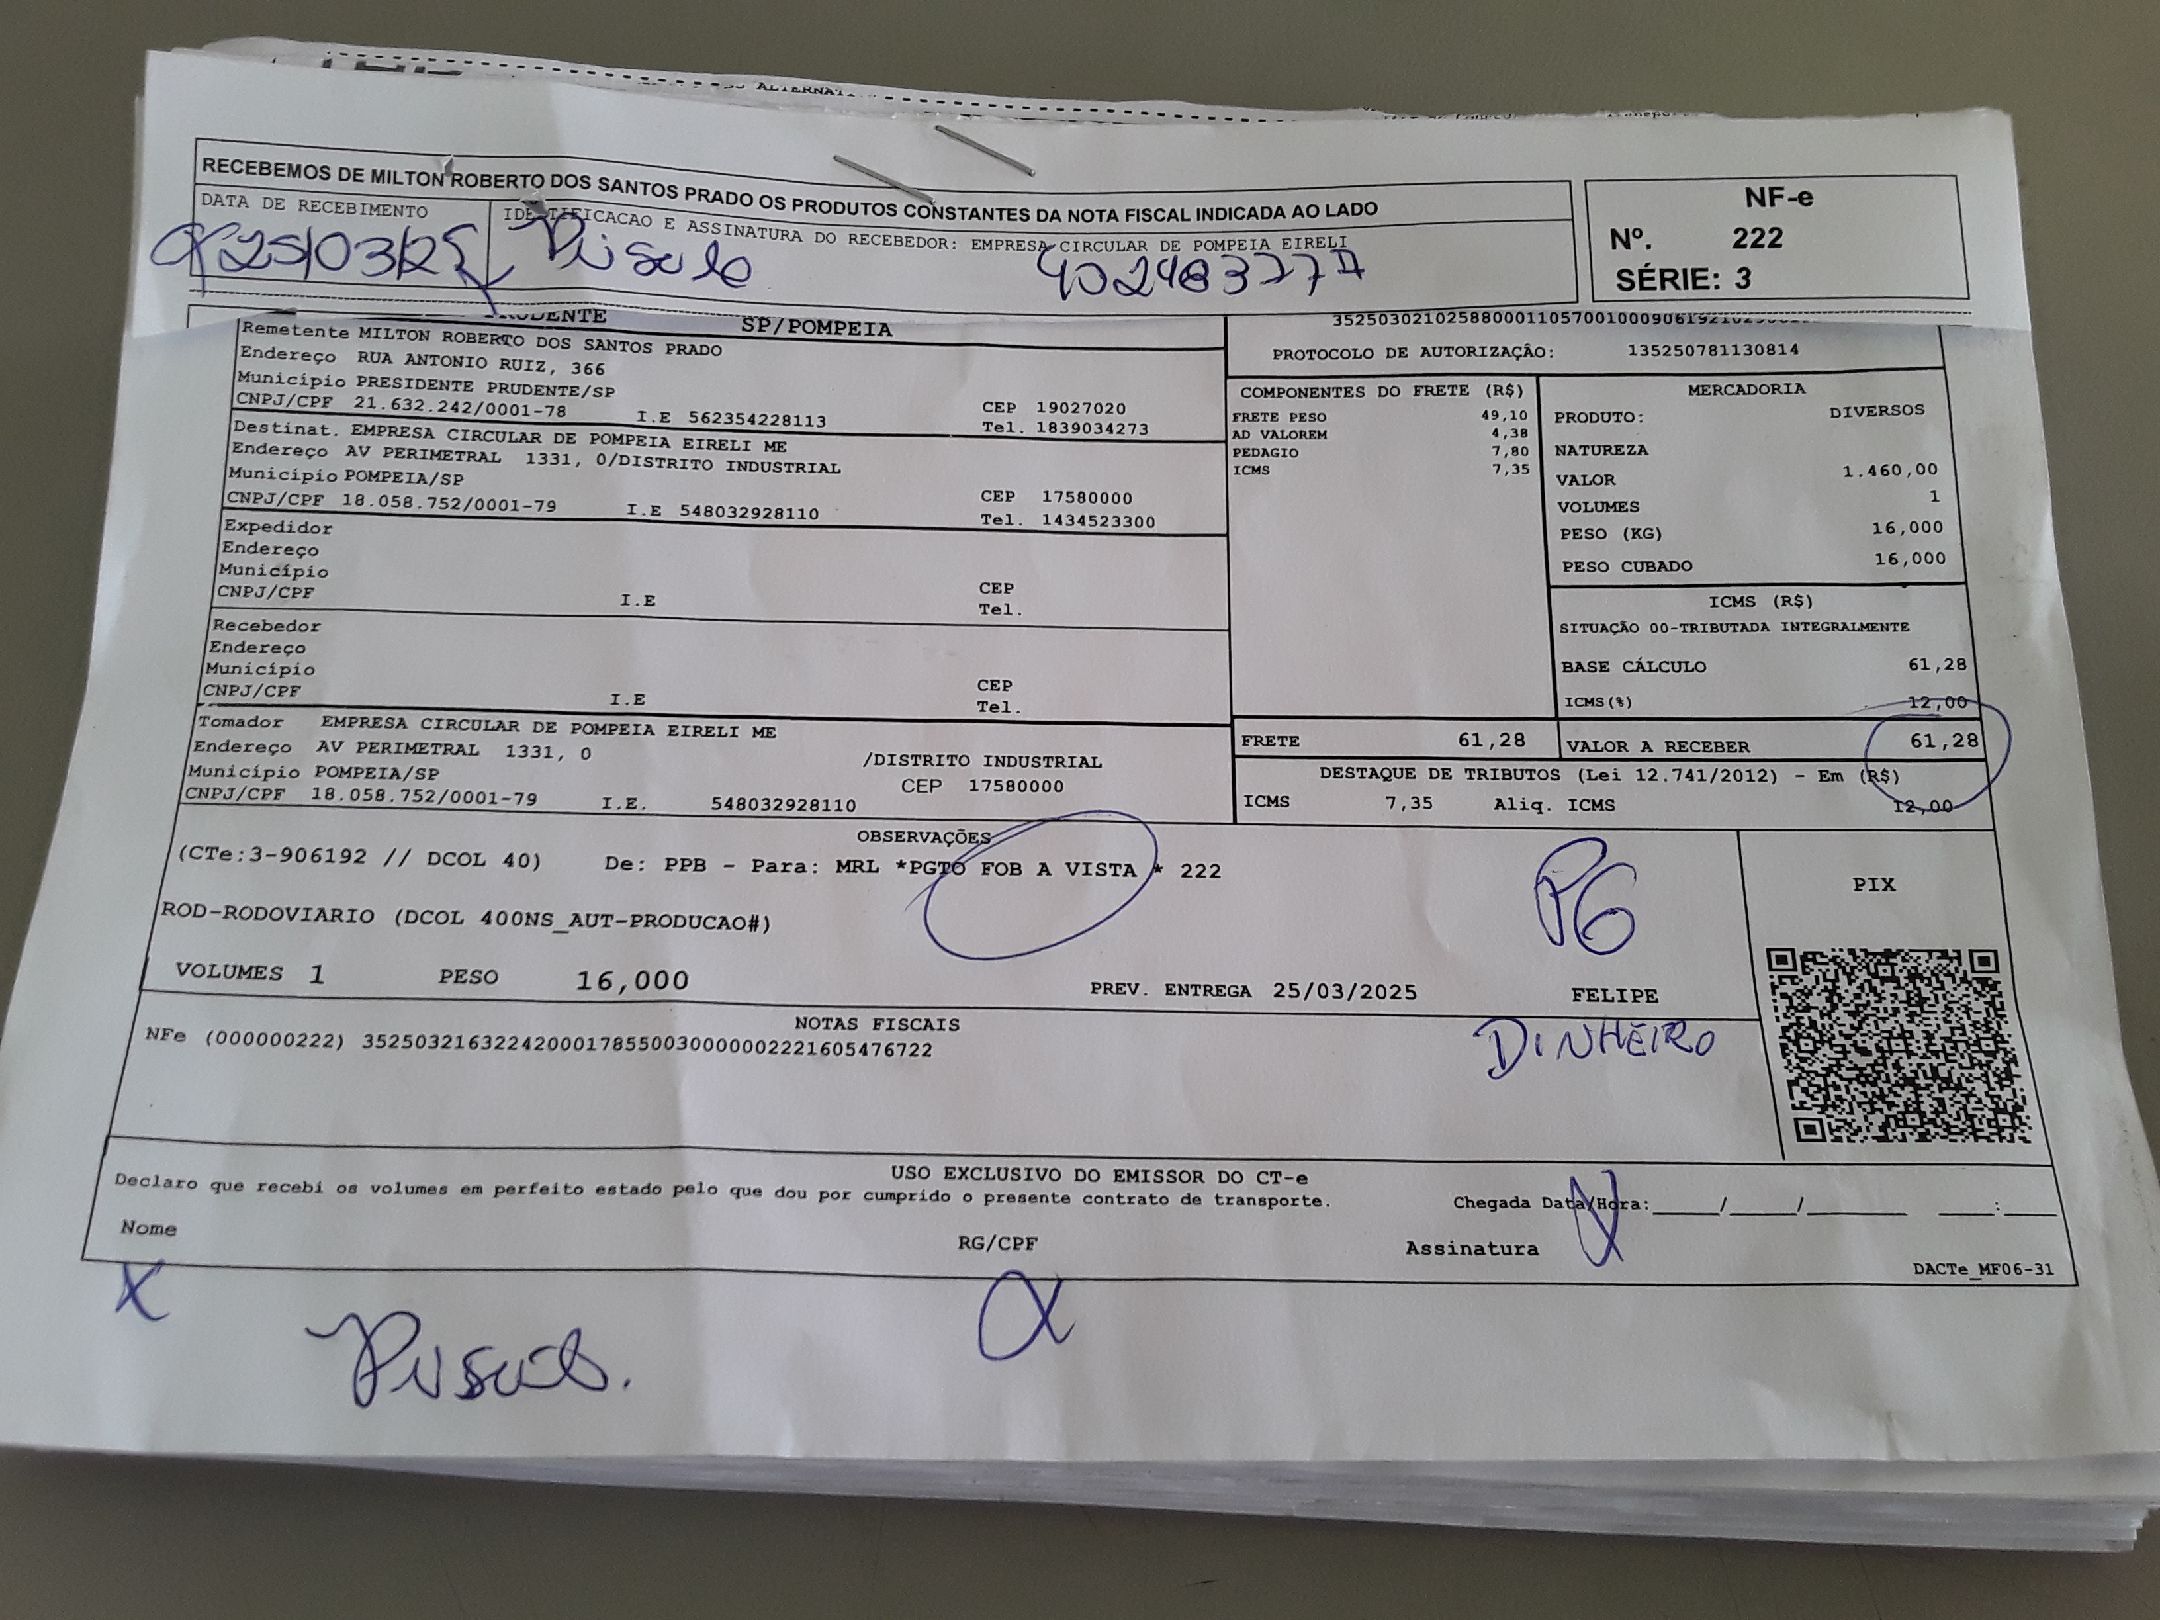 RECEBEMOS DE MILTON ROBERTO DOS SANTOS PRADO OS PRODUTOS CONSTANTES DA NOTA FISCAL INDICADA AO LADO
DATA DE RECEBIMENTO
25/03/25
IDENTIFICACAO E ASSINATURA DO RECEBEDOR: EMPRESA CIRCULAR DE POMPEIA EIRELI
NF-e
Nº. 222
SÉRIE: 3
SP/POMPEIA
Remetente MILTON ROBERTO DOS SANTOS PRADO
Endereço RUA ANTONIO RUIZ, 366
Município PRESIDENTE PRUDENTE/SP
CNPJ/CPF 21.632.242/0001-78 I.E 562354228113
CEP 19027020
Tel. 1839034273
Destinat. EMPRESA CIRCULAR DE POMPEIA EIRELI ME
Endereço AV PERIMETRAL 1331, 0/DISTRITO INDUSTRIAL
Município POMPEIA/SP
CNPJ/CPF 18.058.752/0001-79 I.E 548032928110
CEP 17580000
Tel. 1434523300
Expedidor
Endereço
Município
CNPJ/CPF I.E
CEP
Tel.
Recebedor
Endereço
Município
CNPJ/CPF I.E
CEP
Tel.
Tomador EMPRESA CIRCULAR DE POMPEIA EIRELI ME
Endereço AV PERIMETRAL 1331, 0 /DISTRITO INDUSTRIAL
Município POMPEIA/SP CEP 17580000
CNPJ/CPF 18.058.752/0001-79 I.E. 548032928110
PROTOCOLO DE AUTORIZAÇÃO: 135250781130814
COMPONENTES DO FRETE (R$)
FRETE PESO 49,10
AD VALOREM 4,38
PEDAGIO 7,80
ICMS 7,35
MERCADORIA
PRODUTO: DIVERSOS
NATUREZA
VALOR 1.460,00
VOLUMES 1
PESO (KG) 16,000
PESO CUBADO 16,000
ICMS (R$)
SITUAÇÃO 00-TRIBUTADA INTEGRALMENTE
BASE CÁLCULO 61,28
ICMS(%) 12,00
FRETE 61,28
VALOR A RECEBER 61,28
DESTAQUE DE TRIBUTOS (Lei 12.741/2012) - Em (R$)
ICMS 7,35 Aliq. ICMS 12,00
OBSERVAÇÕES
(CTe:3-906192 // DCOL 40) De: PPB - Para: MRL *PGTO FOB A VISTA * 222
ROD-RODOVIARIO (DCOL 400NS_AUT-PRODUCAO#)
PG
PIX
VOLUMES 1 PESO 16,000 PREV. ENTREGA 25/03/2025 FELIPE
DINHEIRO
NOTAS FISCAIS
NFe (000000222) 35250321632242000178550030000002221605476722
USO EXCLUSIVO DO EMISSOR DO CT-e
Declaro que recebi os volumes em perfeito estado pelo que dou por cumprido o presente contrato de transporte.
Chegada Data/Hora:_____/_____/________ ____:____
Nome RG/CPF Assinatura
DACTe_MF06-31
X